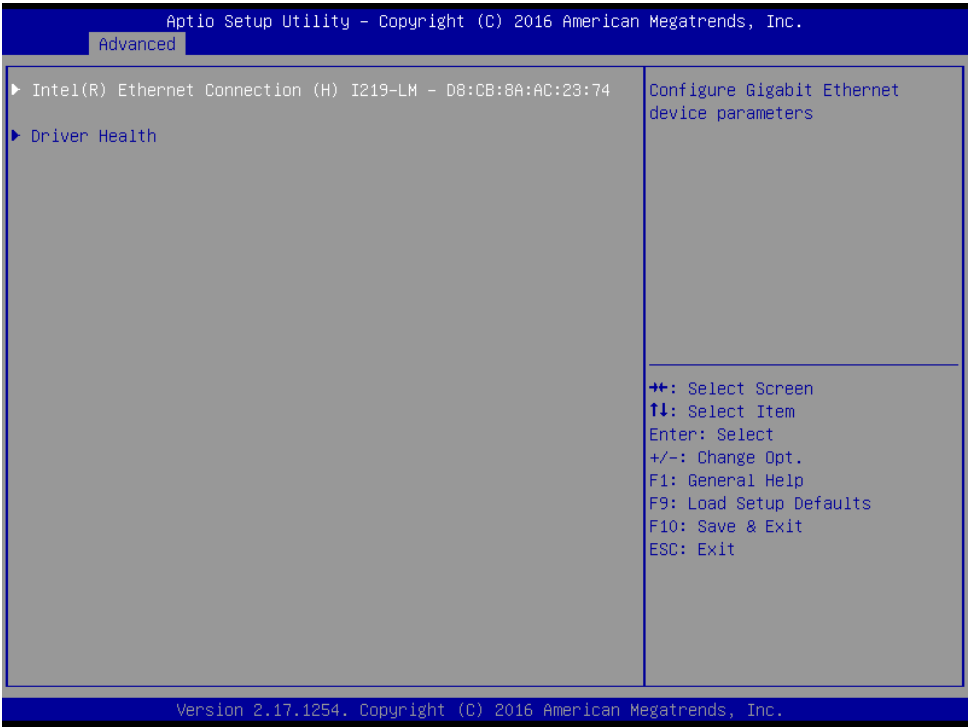 Aptio Setup Utility – Copyright (C) 2016 American Megatrends, Inc.
Advanced
▶ Intel(R) Ethernet Connection (H) I219-LM – D8:CB:8A:AC:23:74
▶ Driver Health
Configure Gigabit Ethernet
device parameters
→←: Select Screen
↑↓: Select Item
Enter: Select
+/-: Change Opt.
F1: General Help
F9: Load Setup Defaults
F10: Save & Exit
ESC: Exit
Version 2.17.1254. Copyright (C) 2016 American Megatrends, Inc.